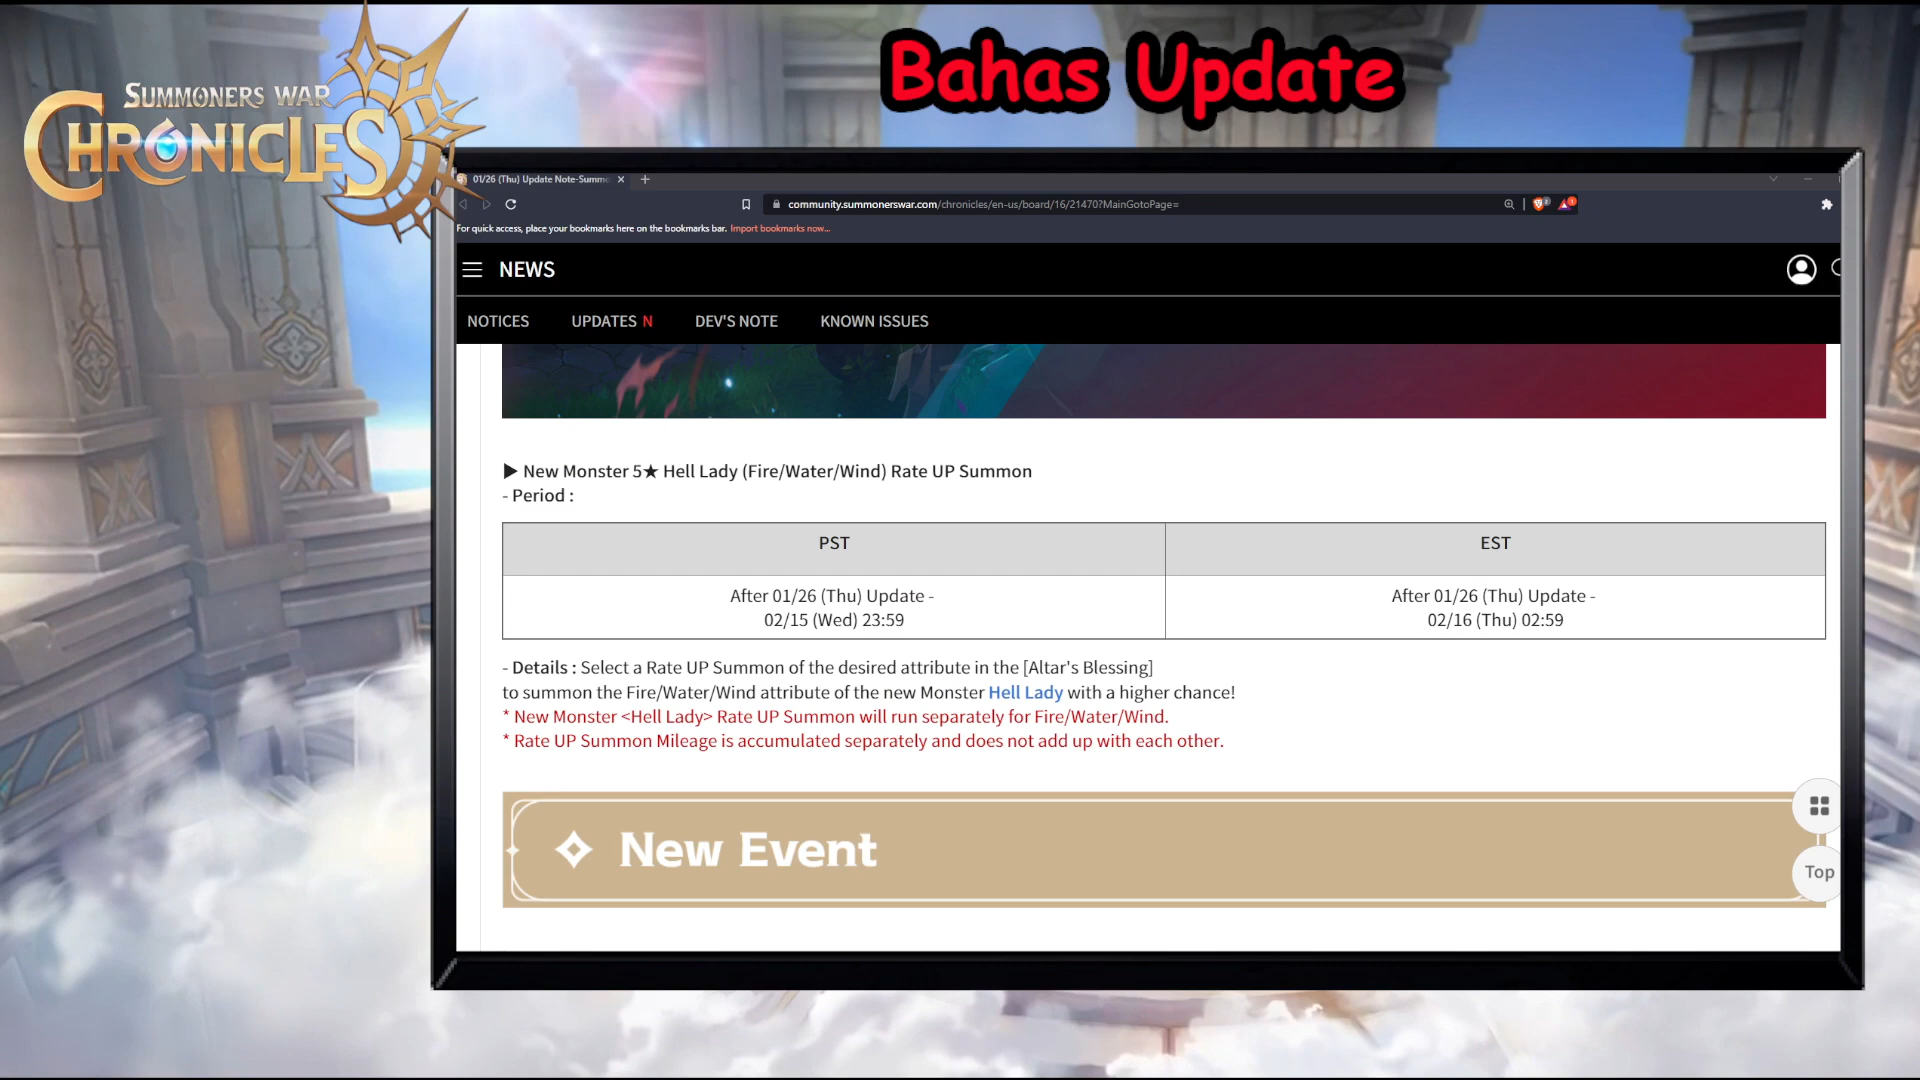 Bahas Update
SUMMONERS WAR
CHRONICLES
01/26 (Thu) Update Note-Summo
community.summonerswar.com/chronicles/en-us/board/16/21470?MainGotoPage=
For quick access, place your bookmarks here on the bookmarks bar. Import bookmarks now...
NEWS
NOTICES UPDATES N DEV'S NOTE KNOWN ISSUES
▶ New Monster 5★ Hell Lady (Fire/Water/Wind) Rate UP Summon
- Period :
PST EST
After 01/26 (Thu) Update - After 01/26 (Thu) Update -
02/15 (Wed) 23:59 02/16 (Thu) 02:59
- Details : Select a Rate UP Summon of the desired attribute in the [Altar's Blessing]
to summon the Fire/Water/Wind attribute of the new Monster Hell Lady with a higher chance!
* New Monster <Hell Lady> Rate UP Summon will run separately for Fire/Water/Wind.
* Rate UP Summon Mileage is accumulated separately and does not add up with each other.
New Event
Top